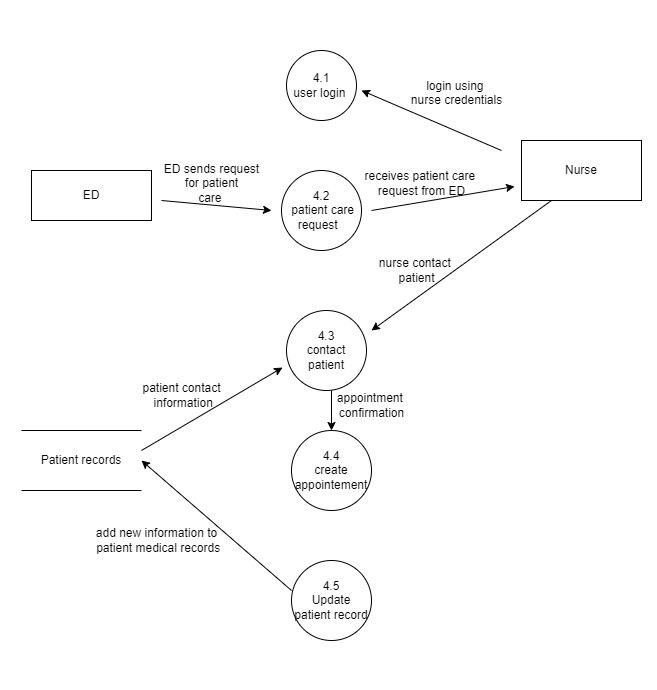 4.1
user login
login using
nurse credentials
ED sends request
for patient
care
ED
4.2
patient care
request
receives patient care
request from ED
Nurse
nurse contact
patient
4.3
contact
patient
patient contact
information
appointment
confirmation
Patient records
4.4
create
appointement
add new information to
patient medical records
4.5
Update
patient record